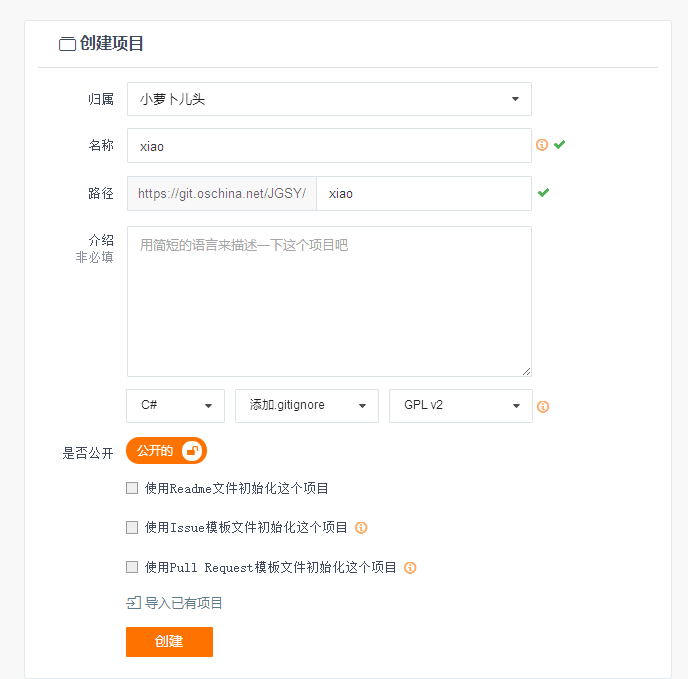 创建项目
归属 小萝卜儿头
名称 xiao
路径 https://git.oschina.net/JGSY/ xiao
介绍 用简短的语言来描述一下这个项目吧
非必填
C# 添加.gitignore GPL v2
是否公开 公开的
使用Readme文件初始化这个项目
使用Issue模板文件初始化这个项目
使用Pull Request模板文件初始化这个项目
导入已有项目
创建